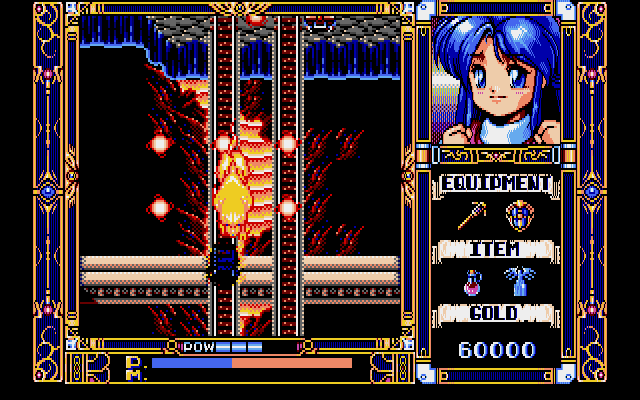 EQUIPMENT
ITEM
GOLD
60000
POW
P.
M.